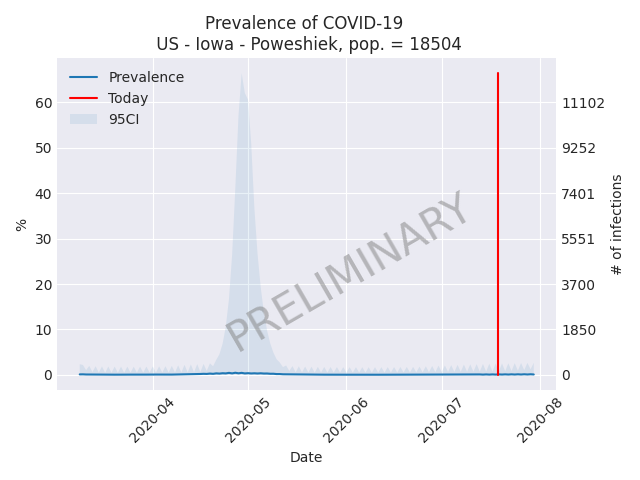 Prevalence of COVID-19
US - Iowa - Poweshiek, pop. = 18504
Prevalence
Today
95CI
%
60
50
40
30
20
10
0
11102
9252
7401
5551
3700
1850
0
# of infections
PRELIMINARY
2020-04
2020-05
2020-06
2020-07
2020-08
Date